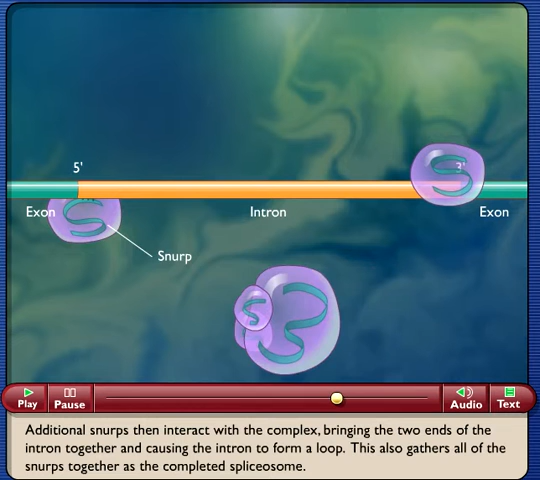 5'
3'
Exon
Intron
Exon
Snurp
Play
Pause
Audio
Text
Additional snurps then interact with the complex, bringing the two ends of the
intron together and causing the intron to form a loop. This also gathers all of the
snurps together as the completed spliceosome.